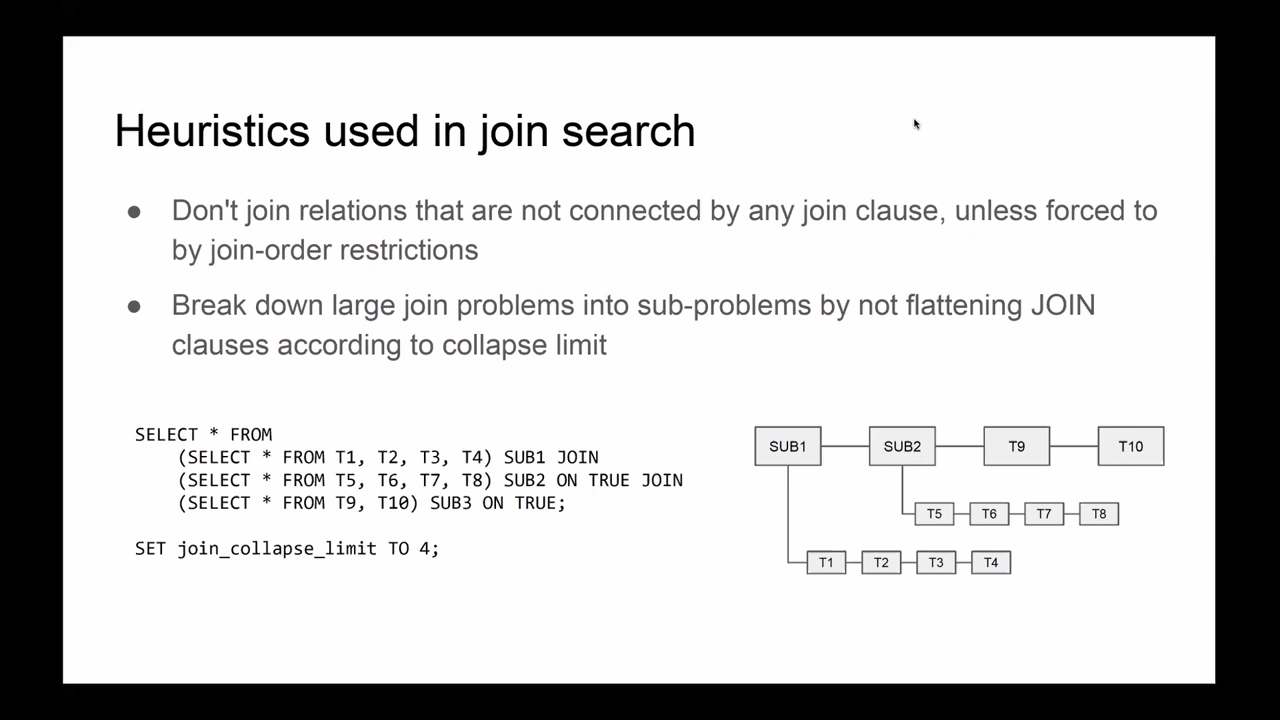 Heuristics used in join search
● Don't join relations that are not connected by any join clause, unless forced to
by join-order restrictions
● Break down large join problems into sub-problems by not flattening JOIN
clauses according to collapse limit
SELECT * FROM
(SELECT * FROM T1, T2, T3, T4) SUB1 JOIN
(SELECT * FROM T5, T6, T7, T8) SUB2 ON TRUE JOIN
(SELECT * FROM T9, T10) SUB3 ON TRUE;
SET join_collapse_limit TO 4;
SUB1 SUB2 T9 T10
T5 T6 T7 T8
T1 T2 T3 T4